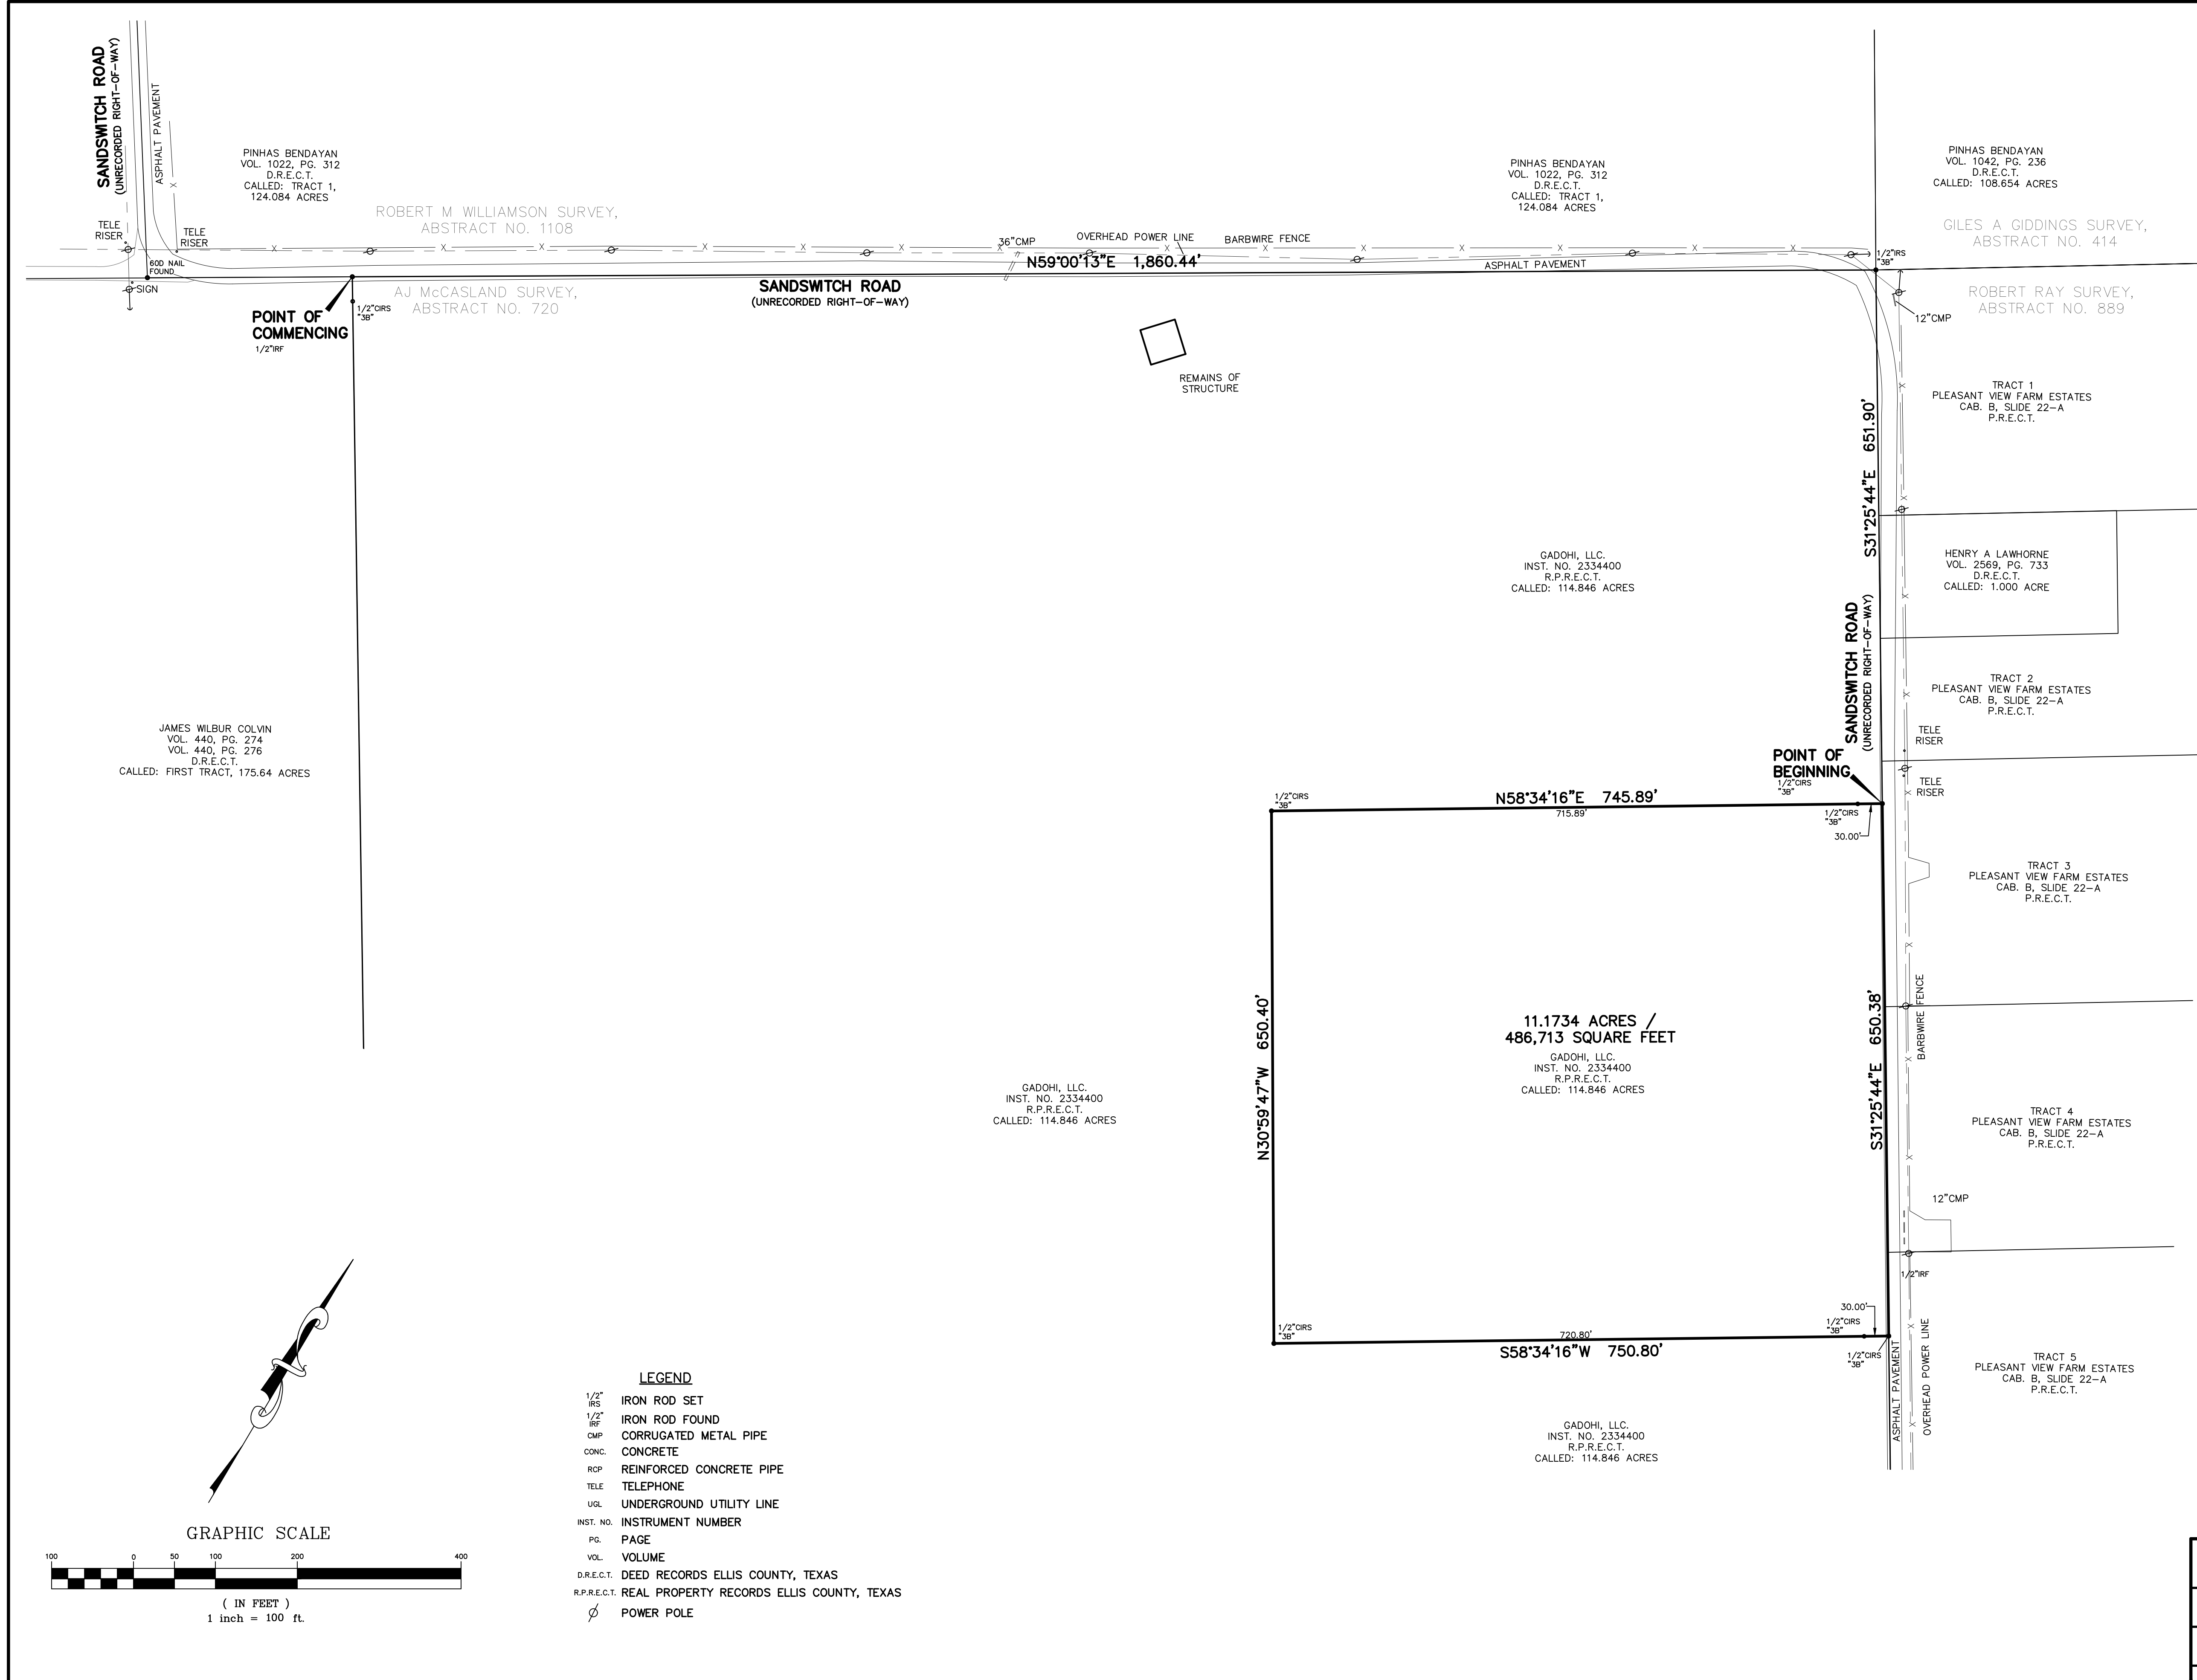 SANDSWITCH ROAD
(UNRECORDED RIGHT-OF-WAY)
ASPHALT PAVEMENT
PINHAS BENDAYAN
VOL. 1022, PG. 312
D.R.E.C.T.
CALLED: TRACT 1,
124.084 ACRES
ROBERT M WILLIAMSON SURVEY,
ABSTRACT NO. 1108
PINHAS BENDAYAN
VOL. 1022, PG. 312
D.R.E.C.T.
CALLED: TRACT 1,
124.084 ACRES
PINHAS BENDAYAN
VOL. 1042, PG. 236
D.R.E.C.T.
CALLED: 108.654 ACRES
GILES A GIDDINGS SURVEY,
ABSTRACT NO. 414
TELE
RISER
TELE
RISER
60D NAIL
FOUND
SIGN
36"CMP
OVERHEAD POWER LINE
BARBWIRE FENCE
N59°00'13"E 1,860.44'
ASPHALT PAVEMENT
1/2"IRS
"3B"
SANDSWITCH ROAD
(UNRECORDED RIGHT-OF-WAY)
AJ McCASLAND SURVEY,
ABSTRACT NO. 720
POINT OF
COMMENCING
1/2"IRF
1/2"CIRS
"3B"
ROBERT RAY SURVEY,
ABSTRACT NO. 889
12"CMP
REMAINS OF
STRUCTURE
TRACT 1
PLEASANT VIEW FARM ESTATES
CAB. B, SLIDE 22-A
P.R.E.C.T.
S31°25'44"E 651.90'
GADOHI, LLC.
INST. NO. 2334400
R.P.R.E.C.T.
CALLED: 114.846 ACRES
HENRY A LAWHORNE
VOL. 2569, PG. 733
D.R.E.C.T.
CALLED: 1.000 ACRE
SANDSWITCH ROAD
(UNRECORDED RIGHT-OF-WAY)
TRACT 2
PLEASANT VIEW FARM ESTATES
CAB. B, SLIDE 22-A
P.R.E.C.T.
JAMES WILBUR COLVIN
VOL. 440, PG. 274
VOL. 440, PG. 276
D.R.E.C.T.
CALLED: FIRST TRACT, 175.64 ACRES
TELE
RISER
TELE
RISER
POINT OF
BEGINNING
1/2"CIRS
"3B"
1/2"CIRS
"3B"
N58°34'16"E 745.89'
715.89'
1/2"CIRS
"3B"
30.00'
TRACT 3
PLEASANT VIEW FARM ESTATES
CAB. B, SLIDE 22-A
P.R.E.C.T.
BARBWIRE FENCE
N30°59'47"W 650.40'
11.1734 ACRES /
486,713 SQUARE FEET
GADOHI, LLC.
INST. NO. 2334400
R.P.R.E.C.T.
CALLED: 114.846 ACRES
S31°25'44"E 650.38'
GADOHI, LLC.
INST. NO. 2334400
R.P.R.E.C.T.
CALLED: 114.846 ACRES
TRACT 4
PLEASANT VIEW FARM ESTATES
CAB. B, SLIDE 22-A
P.R.E.C.T.
12"CMP
1/2"IRF
30.00'
1/2"CIRS
"3B"
1/2"CIRS
"3B"
720.80'
S58°34'16"W 750.80'
1/2"CIRS
"3B"
ASPHALT PAVEMENT
OVERHEAD POWER LINE
TRACT 5
PLEASANT VIEW FARM ESTATES
CAB. B, SLIDE 22-A
P.R.E.C.T.
GADOHI, LLC.
INST. NO. 2334400
R.P.R.E.C.T.
CALLED: 114.846 ACRES
LEGEND
1/2" IRS IRON ROD SET
1/2" IRF IRON ROD FOUND
CMP CORRUGATED METAL PIPE
CONC. CONCRETE
RCP REINFORCED CONCRETE PIPE
TELE TELEPHONE
UGL UNDERGROUND UTILITY LINE
INST. NO. INSTRUMENT NUMBER
PG. PAGE
VOL. VOLUME
D.R.E.C.T. DEED RECORDS ELLIS COUNTY, TEXAS
R.P.R.E.C.T. REAL PROPERTY RECORDS ELLIS COUNTY, TEXAS
POWER POLE
GRAPHIC SCALE
100 0 50 100 200 400
( IN FEET )
1 inch = 100 ft.